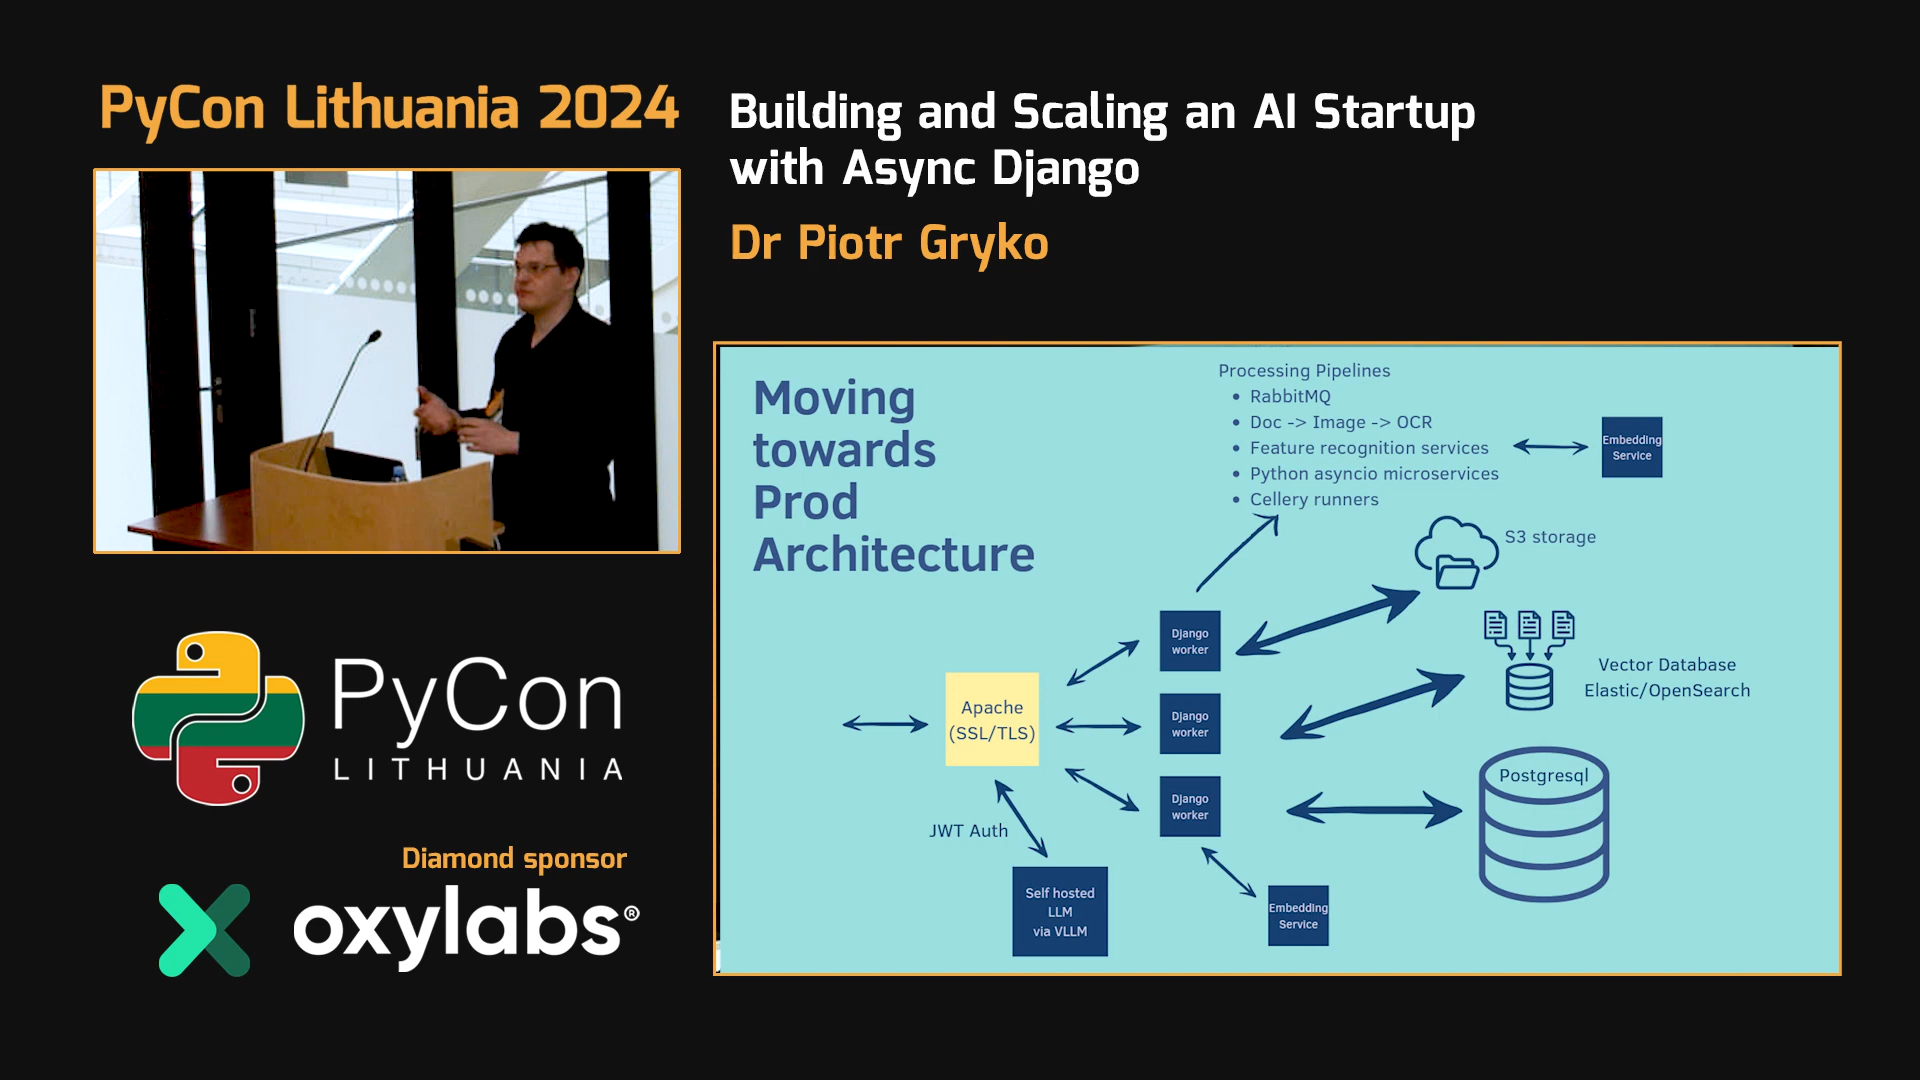 PyCon Lithuania 2024
Building and Scaling an AI Startup
with Async Django
Dr Piotr Gryko
PyCon
LITHUANIA
Diamond sponsor
oxylabs®
Moving
towards
Prod
Architecture
Processing Pipelines
• RabbitMQ
• Doc -> Image -> OCR
• Feature recognition services
• Python asyncio microservices
• Cellery runners
Embedding
Service
S3 storage
Vector Database
Elastic/OpenSearch
Postgresql
Django
worker
Django
worker
Django
worker
Apache
(SSL/TLS)
JWT Auth
Self hosted
LLM
via VLLM
Embedding
Service